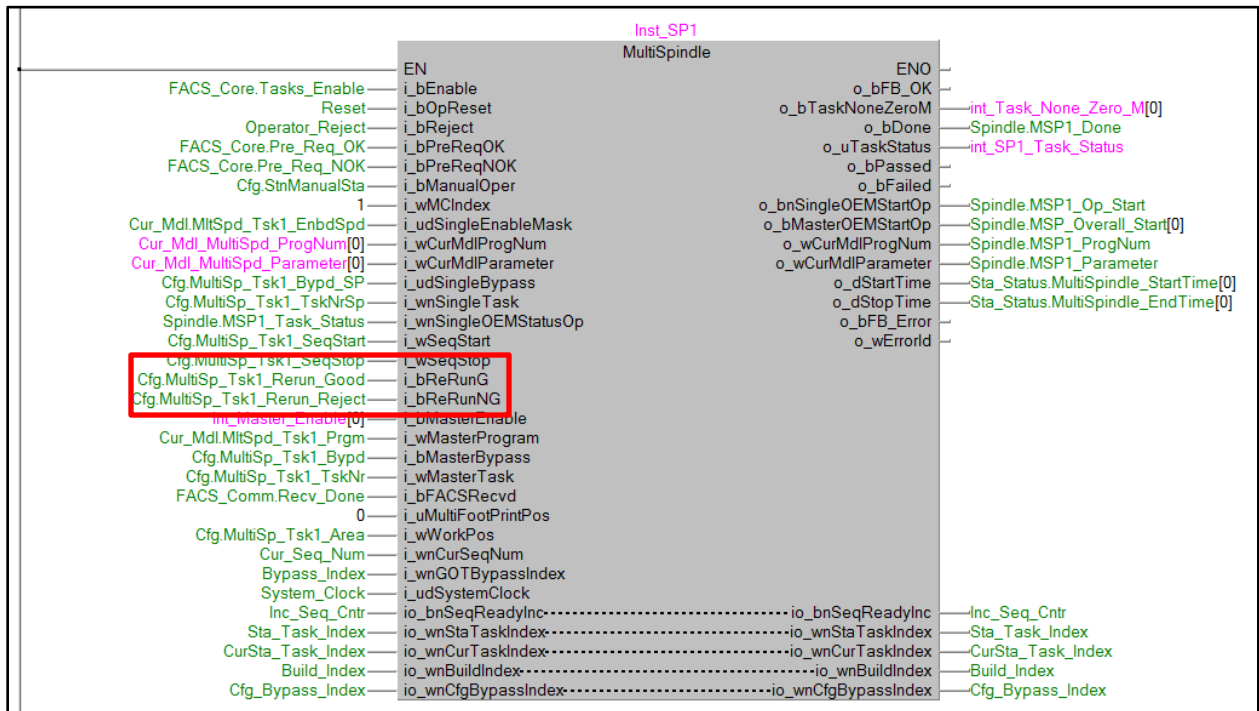 Inst_SP1
MultiSpindle
EN ENO
FACS_Core.Tasks_Enable i_bEnable o_bFB_OK
Reset i_bOpReset o_bTaskNoneZeroM int_Task_None_Zero_M[0]
Operator_Reject i_bReject o_bDone Spindle.MSP1_Done
FACS_Core.Pre_Req_OK i_bPreReqOK o_uTaskStatus int_SP1_Task_Status
FACS_Core.Pre_Req_NOK i_bPreReqNOK o_bPassed
Cfg.StnManualSta i_bManualOper o_bFailed
1 i_wMCIndex o_bnSingleOEMStartOp Spindle.MSP1_Op_Start
Cur_Mdl.MltSpd_Tsk1_EnbdSpd i_udSingleEnableMask o_bMasterOEMStartOp Spindle.MSP_Overall_Start[0]
Cur_Mdl_MultiSpd_ProgNum[0] i_wCurMdlProgNum o_wCurMdlProgNum Spindle.MSP1_ProgNum
Cur_Mdl_MultiSpd_Parameter[0] i_wCurMdlParameter o_wCurMdlParameter Spindle.MSP1_Parameter
Cfg.MultiSp_Tsk1_Bypd_SP i_udSingleBypass o_dStartTime Sta_Status.MultiSpindle_StartTime[0]
Cfg.MultiSp_Tsk1_TskNrSp i_wnSingleTask o_dStopTime Sta_Status.MultiSpindle_EndTime[0]
Spindle.MSP1_Task_Status i_wnSingleOEMStatusOp o_bFB_Error
Cfg.MultiSp_Tsk1_SeqStart i_wSeqStart o_wErrorId
Cfg.MultiSp_Tsk1_SeqStop i_wSeqStop
Cfg.MultiSp_Tsk1_Rerun_Good i_bReRunG
Cfg.MultiSp_Tsk1_Rerun_Reject i_bReRunNG
int_Master_Enable[0] i_bMasterEnable
Cur_Mdl.MltSpd_Tsk1_Prgm i_wMasterProgram
Cfg.MultiSp_Tsk1_Bypd i_bMasterBypass
Cfg.MultiSp_Tsk1_TskNr i_wMasterTask
FACS_Comm.Recv_Done i_bFACSRecvd
0 i_uMultiFootPrintPos
Cfg.MultiSp_Tsk1_Area i_wWorkPos
Cur_Seq_Num i_wnCurSeqNum
Bypass_Index i_wnGOTBypassIndex
System_Clock i_udSystemClock
Inc_Seq_Cntr io_bnSeqReadyInc io_bnSeqReadyInc Inc_Seq_Cntr
Sta_Task_Index io_wnStaTaskIndex io_wnStaTaskIndex Sta_Task_Index
CurSta_Task_Index io_wnCurTaskIndex io_wnCurTaskIndex CurSta_Task_Index
Build_Index io_wnBuildIndex io_wnBuildIndex Build_Index
Cfg_Bypass_Index io_wnCfgBypassIndex io_wnCfgBypassIndex Cfg_Bypass_Index